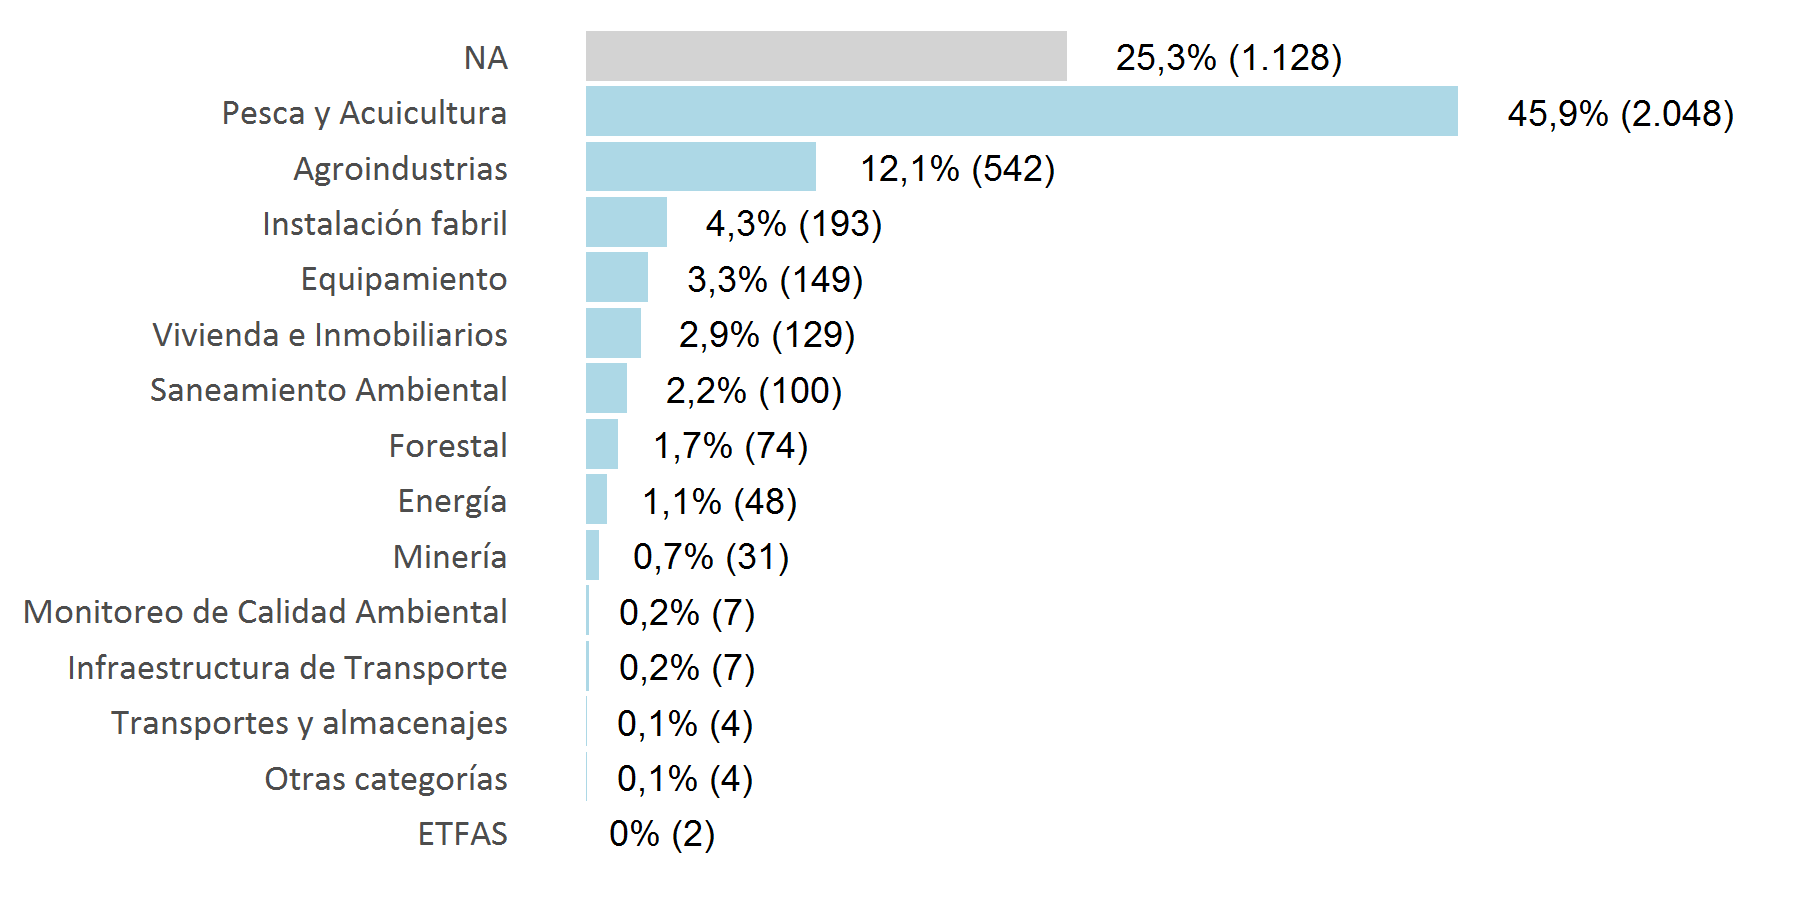 NA 25,3% (1.128)
Pesca y Acuicultura 45,9% (2.048)
Agroindustrias 12,1% (542)
Instalación fabril 4,3% (193)
Equipamiento 3,3% (149)
Vivienda e Inmobiliarios 2,9% (129)
Saneamiento Ambiental 2,2% (100)
Forestal 1,7% (74)
Energía 1,1% (48)
Minería 0,7% (31)
Monitoreo de Calidad Ambiental 0,2% (7)
Infraestructura de Transporte 0,2% (7)
Transportes y almacenajes 0,1% (4)
Otras categorías 0,1% (4)
ETFAS 0% (2)